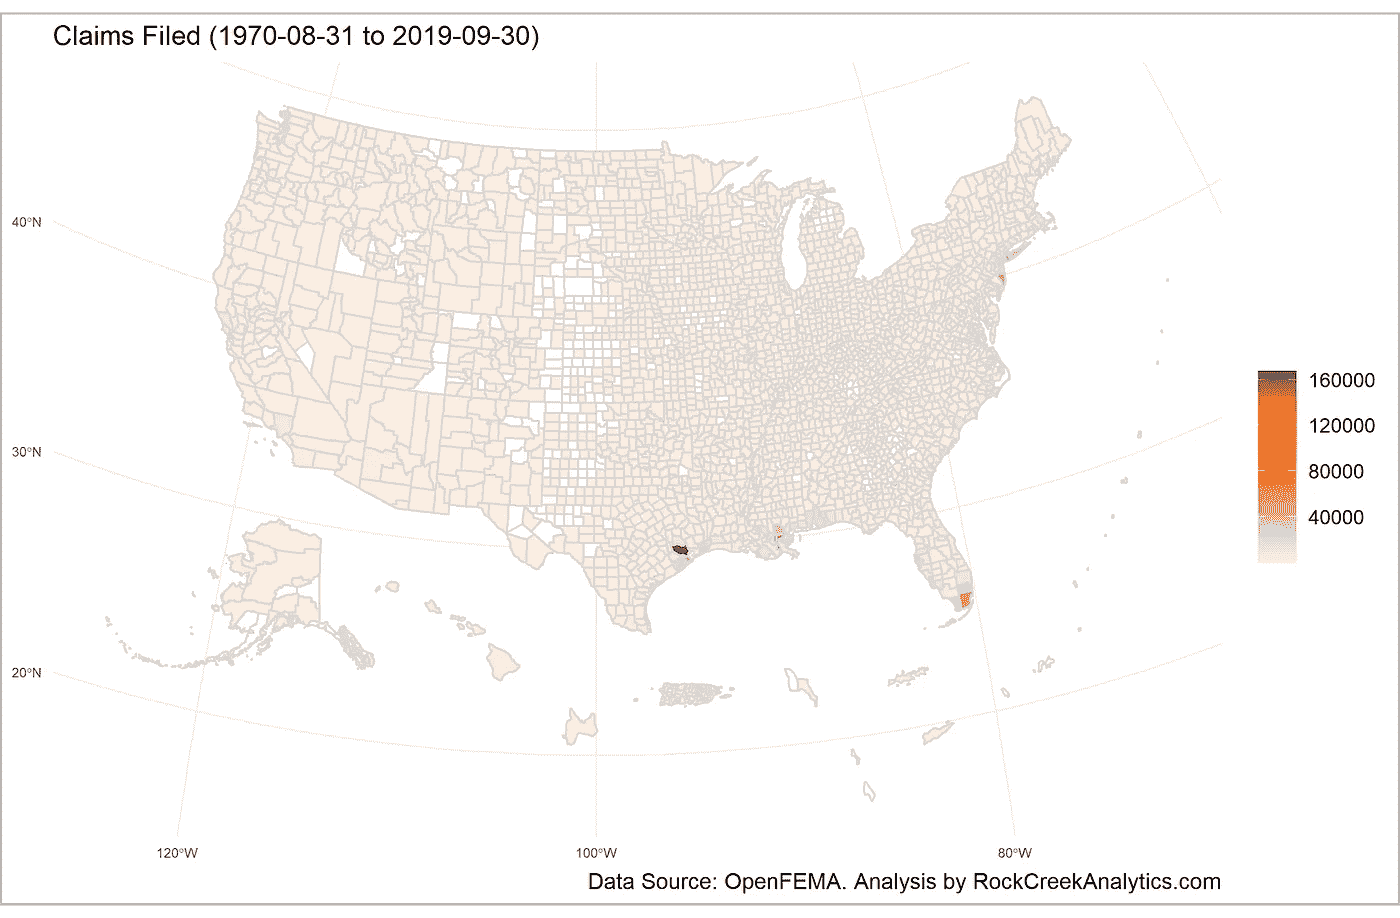 Claims Filed (1970-08-31 to 2019-09-30)
40°N
30°N
20°N
160000
120000
80000
40000
120°W
100°W
80°W
Data Source: OpenFEMA. Analysis by RockCreekAnalytics.com